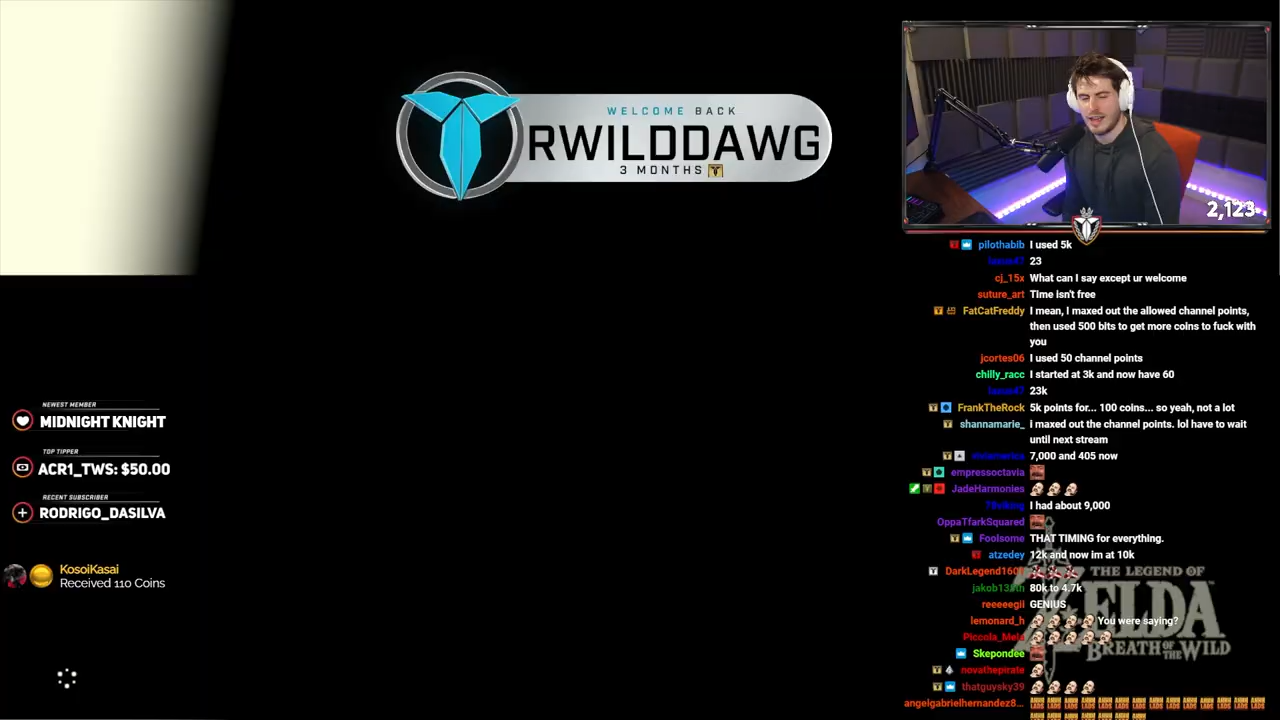 WELCOME BACK
RWILDDAWG
3 MONTHS
2,123
pilothabib I used 5k
23
cj_15x What can I say except ur welcome
suture_art Time isn't free
FatCatFreddy I mean, I maxed out the allowed channel points,
then used 500 bits to get more coins to fuck with
you
jcortes06 I used 50 channel points
chilly_racc I started at 3k and now have 60
23k
FrankTheRock 5k points for... 100 coins... so yeah, not a lot
shannamarie_ i maxed out the channel points. lol have to wait
until next stream
7,000 and 405 now
empressoctavia
JadeHarmonies
I had about 9,000
OppaTfarkSquared
Foolsome THAT TIMING for everything.
atzedey 12k and now im at 10k
DarkLegend160
80k to 4.7k
reeeeegii GENIUS
lemonard_h You were saying?
Piccola_Mela
Skepondee
novathepirate
thatguysky39
angelgabrielhernandez8...
THE LEGEND OF
ZELDA
BREATH OF THE WILD
NEWEST MEMBER
MIDNIGHT KNIGHT
TOP TIPPER
ACR1_TWS: $50.00
RECENT SUBSCRIBER
RODRIGO_DASILVA
KosoiKasai
Received 110 Coins